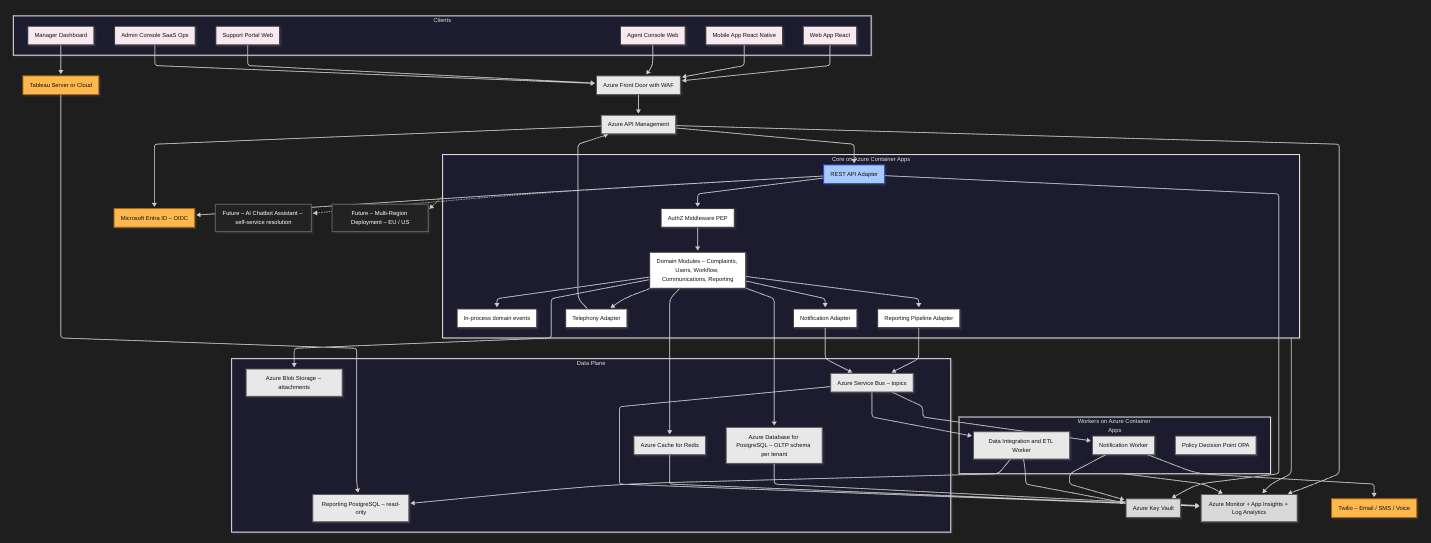 Clients
Manager Dashboard
Admin Console SaaS Ops
Support Portal Web
Agent Console Web
Mobile App React Native
Web App React
Tableau Server or Cloud
Azure Front Door with WAF
Azure API Management
Core on Azure Container Apps
REST API Adapter
Microsoft Entra ID – OIDC
Future – AI Chatbot Assistant –
self-service resolution
Future – Multi-Region
Deployment – EU / US
AuthZ Middleware PEP
Domain Modules – Complaints,
Users, Workflow,
Communications, Reporting
In-process domain events
Telephony Adapter
Notification Adapter
Reporting Pipeline Adapter
Data Plane
Azure Blob Storage –
attachments
Azure Service Bus – topics
Azure Cache for Redis
Azure Database for
PostgreSQL – OLTP schema
per tenant
Workers on Azure Container
Apps
Data Integration and ETL
Worker
Notification Worker
Policy Decision Point OPA
Reporting PostgreSQL – read-
only
Azure Key Vault
Azure Monitor + App Insights +
Log Analytics
Twilio – Email / SMS / Voice